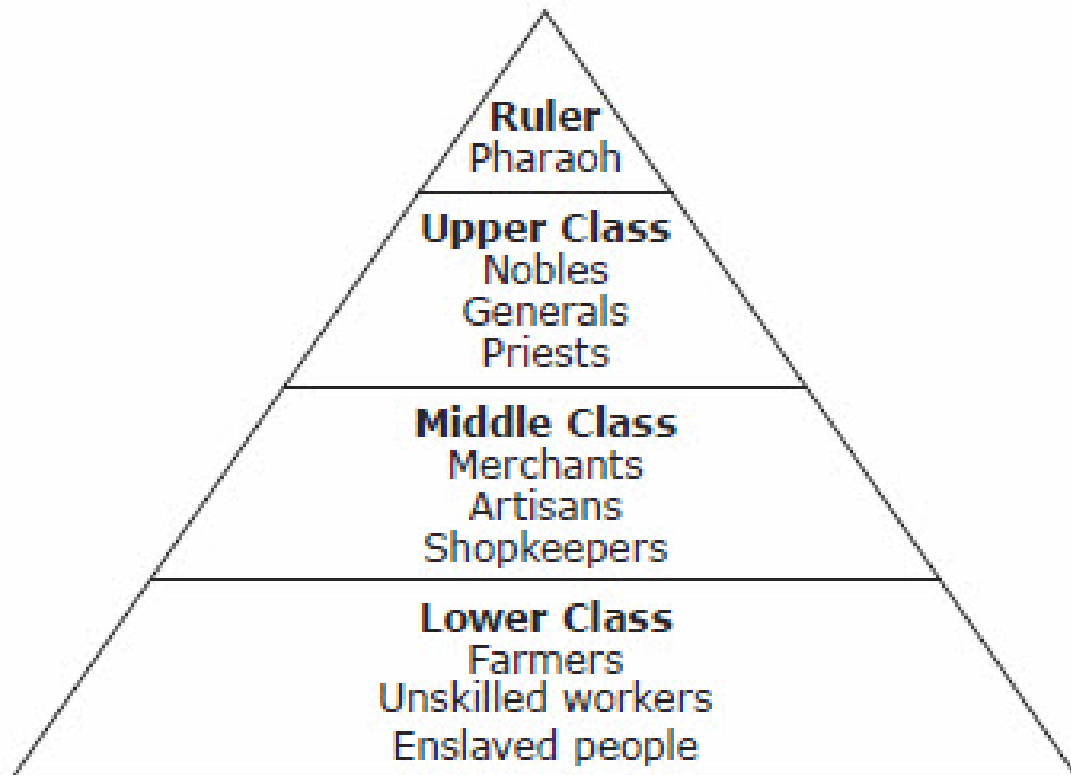 Ruler
Pharaoh
Upper Class
Nobles
Generals
Priests
Middle Class
Merchants
Artisans
Shopkeepers
Lower Class
Farmers
Unskilled workers
Enslaved people